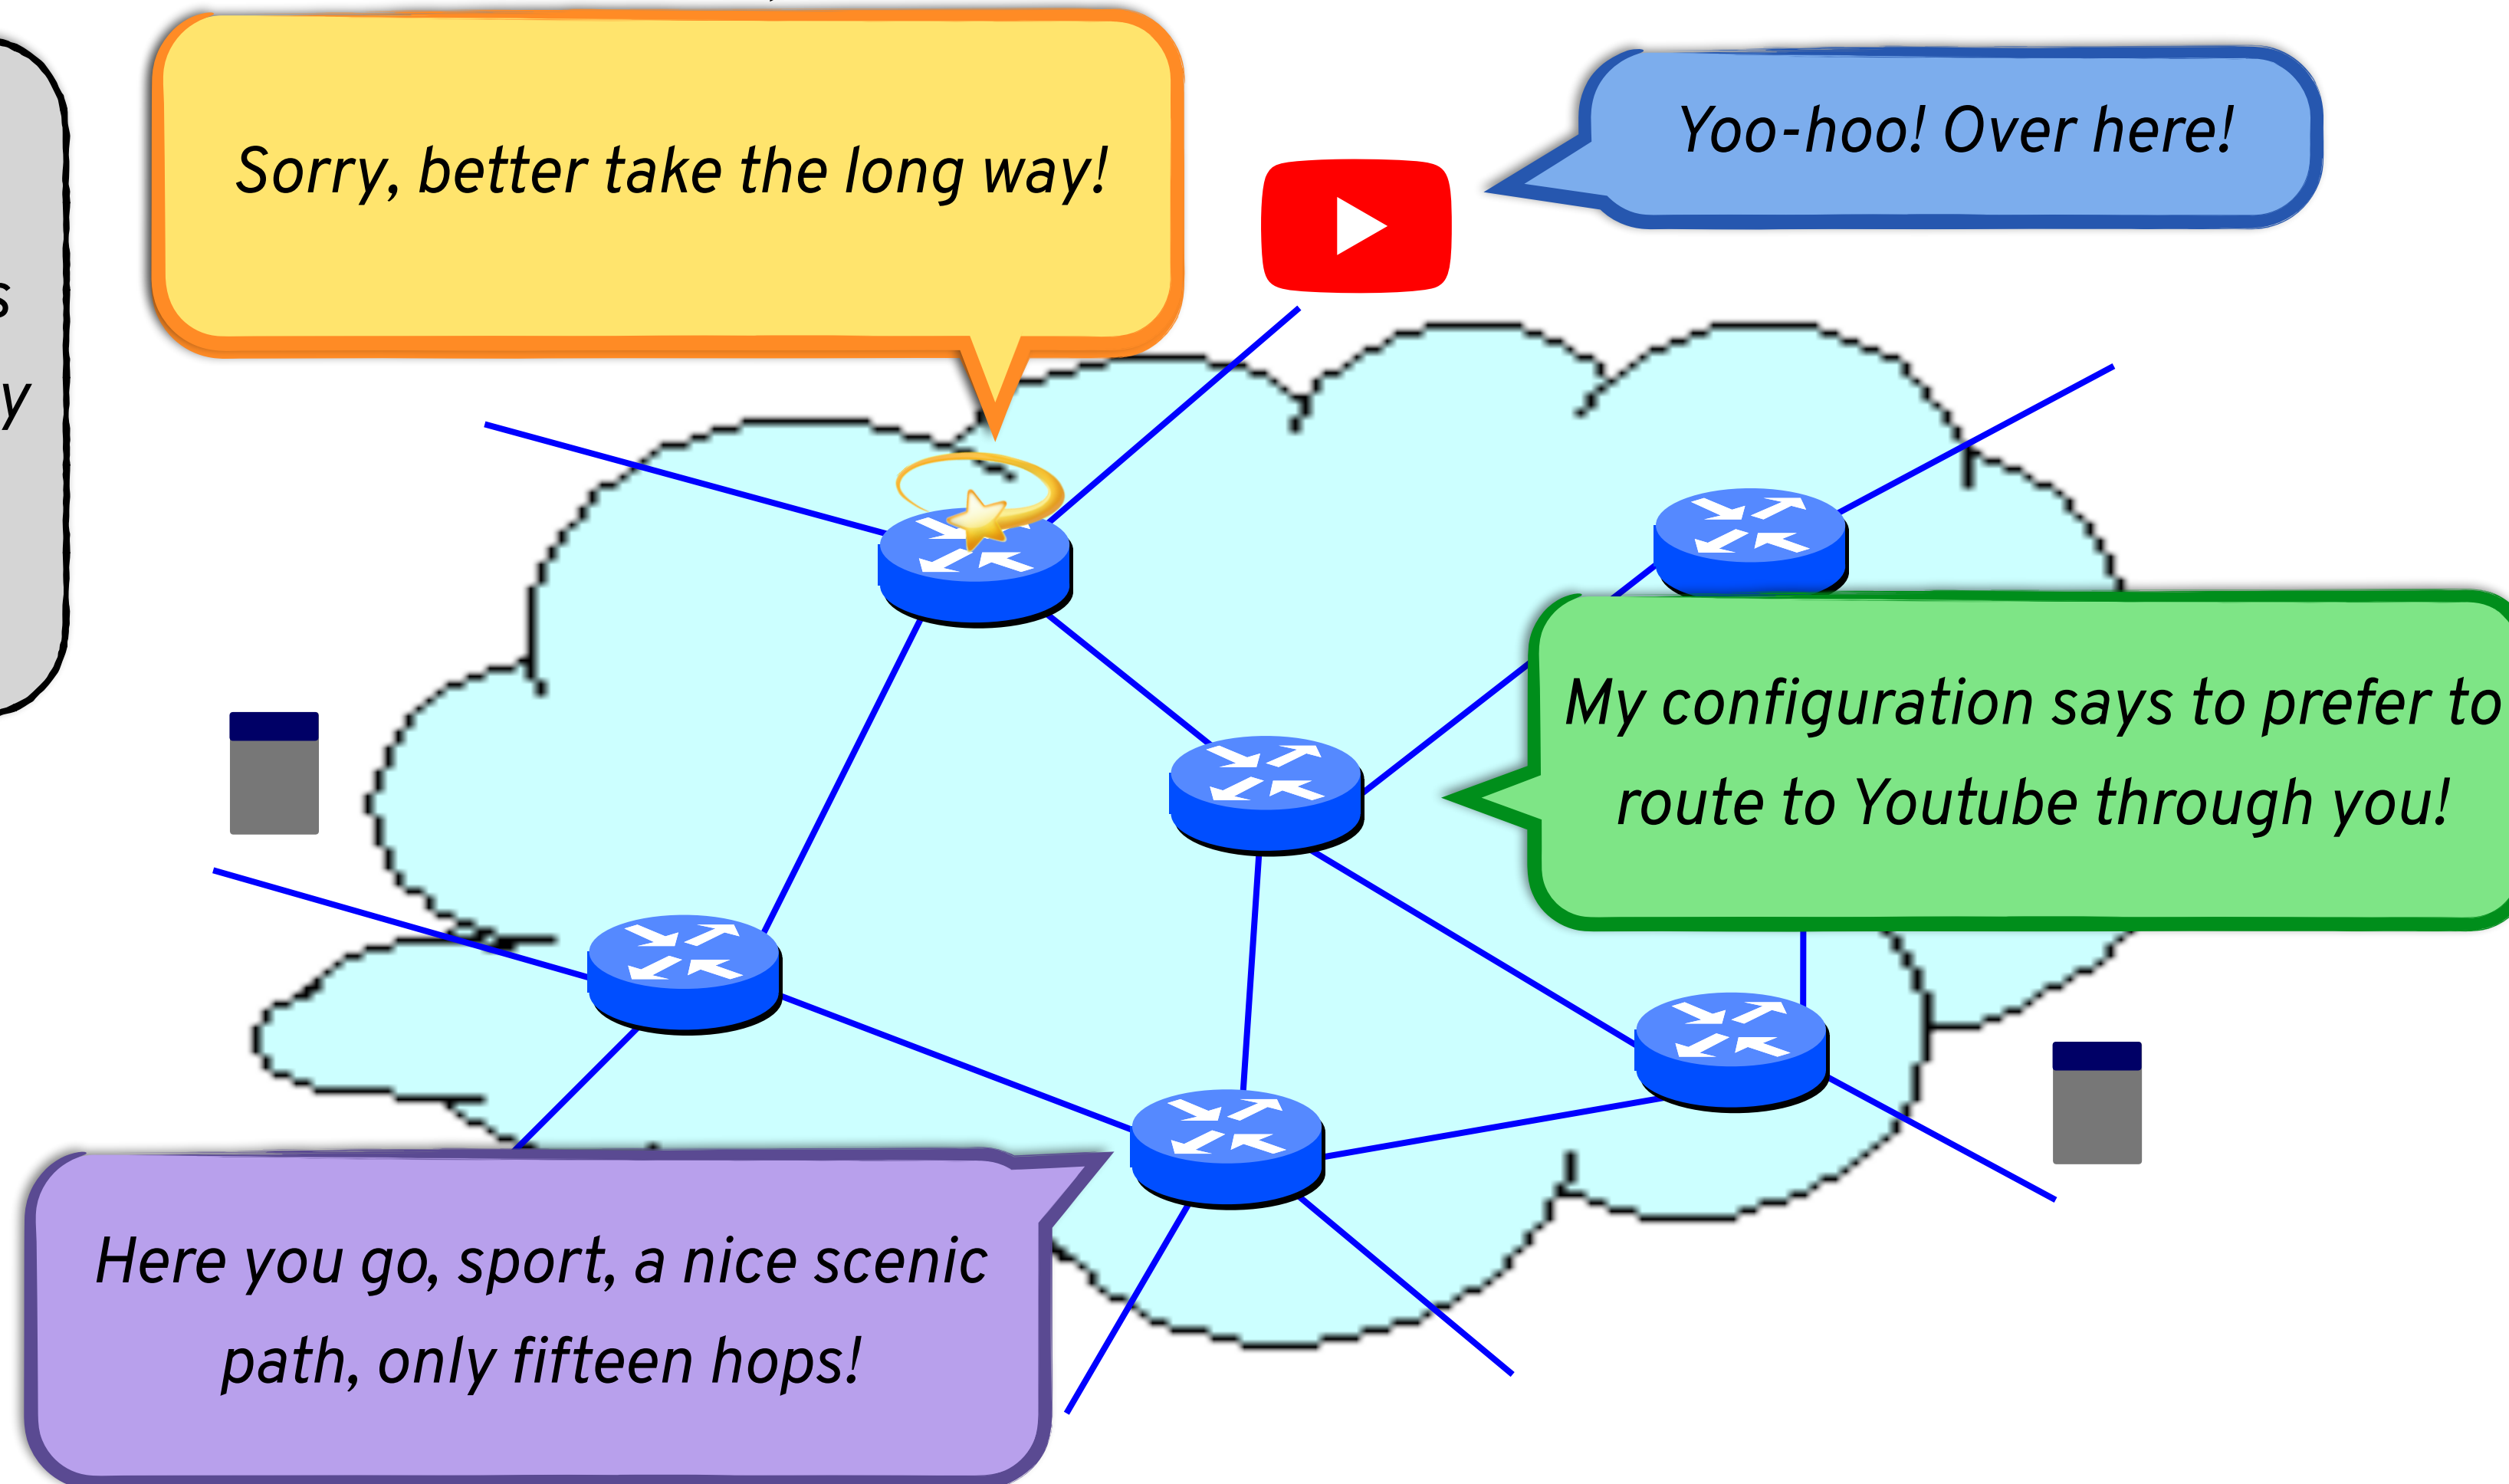 Sorry, better take the long way!
Yoo-hoo! Over here!
s
y
My configuration says to prefer to
route to Youtube through you!
Here you go, sport, a nice scenic
path, only fifteen hops!